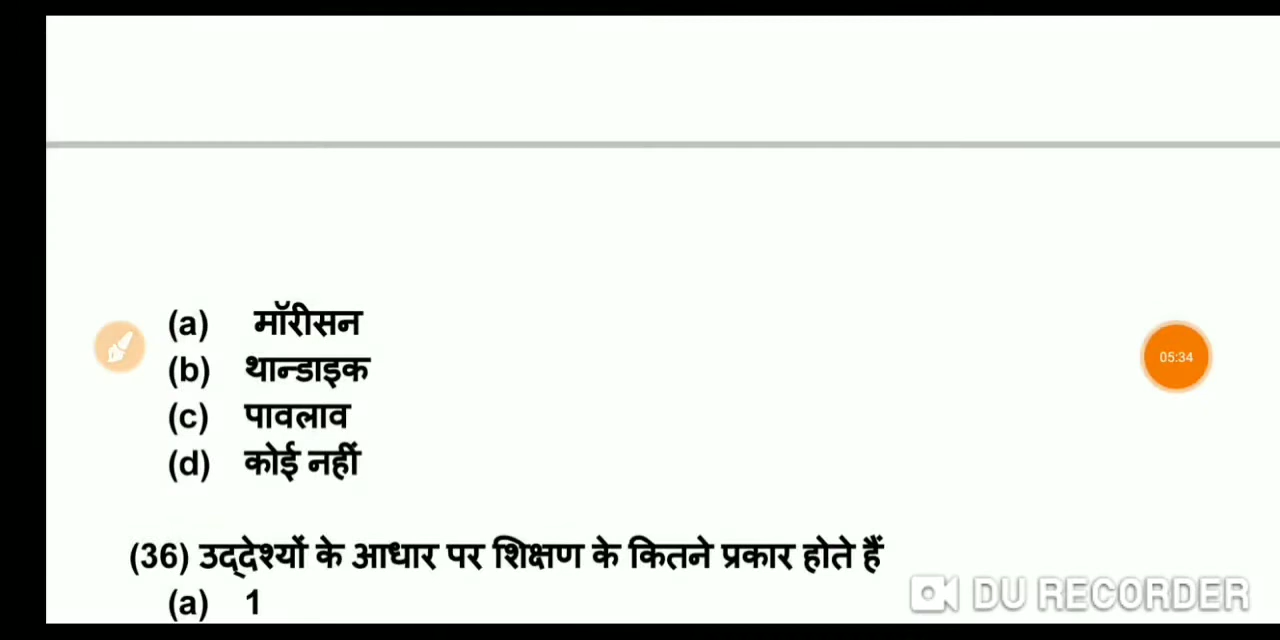 (a) मॉरीसन
(b) थान्डाइक
05:34
(c) पावलाव
(d) कोई नहीं
(36) उद्देश्यों के आधार पर शिक्षण के कितने प्रकार होते हैं
(a) 1
DU RECORDER